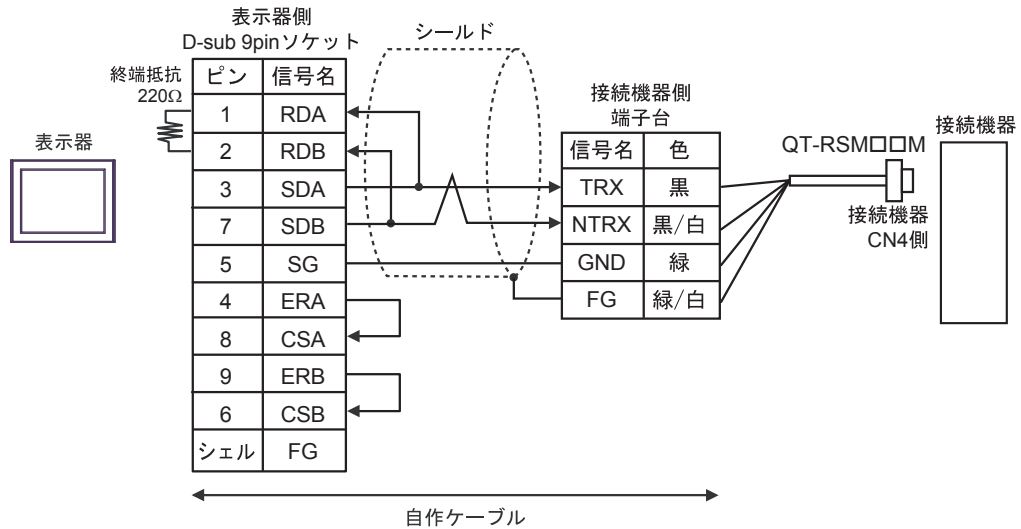 表示器側
D-sub 9pinソケット
シールド
終端抵抗
220Ω
ピン 信号名
1 RDA
2 RDB
3 SDA
7 SDB
5 SG
4 ERA
8 CSA
9 ERB
6 CSB
シェル FG
表示器
接続機器側
端子台
信号名 色
TRX 黒
NTRX 黒/白
GND 緑
FG 緑/白
QT-RSM□□M
接続機器
CN4側
接続機器
自作ケーブル